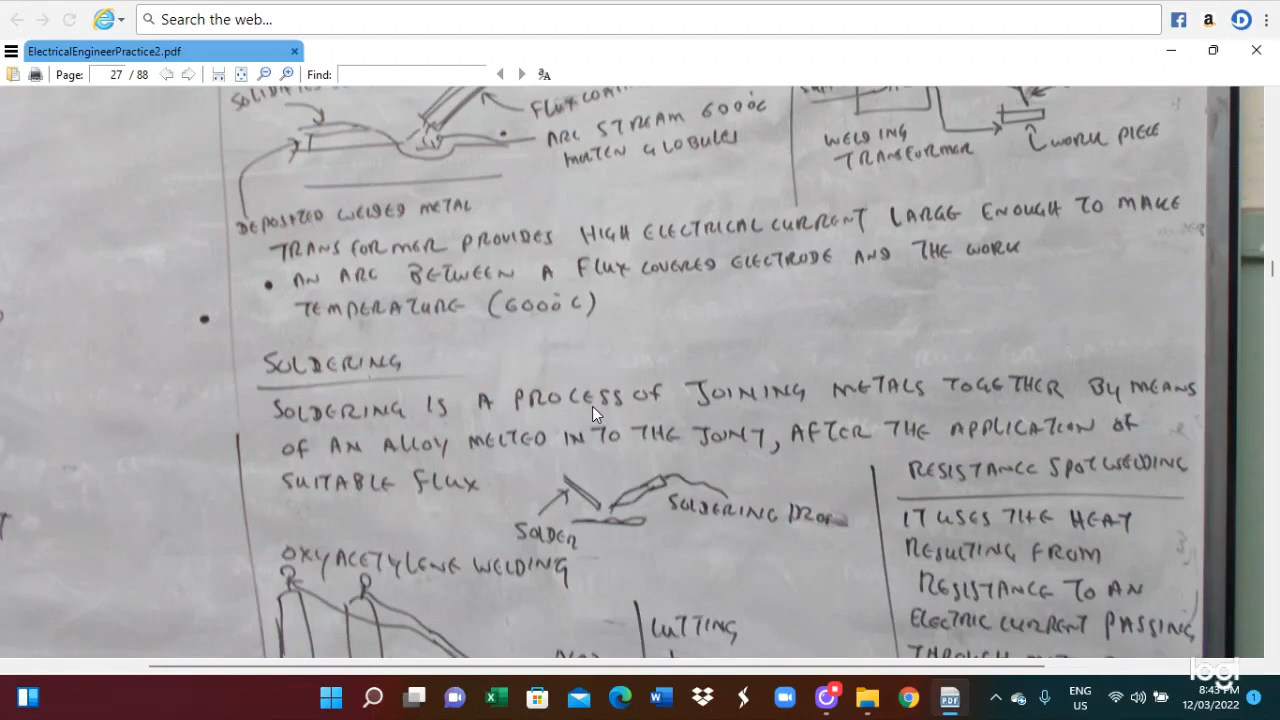 Search the web...
ElectricalEngineerPractice2.pdf
Page: 27 / 88 Find:
FLUX
ARC STREAM 6000°C
MOLTEN GLOBULES
WELDING
TRANSFORMER
WORK PIECE
DEPOSITED WELDED METAL
TRANSFORMER PROVIDES HIGH ELECTRICAL CURRENT LARGE ENOUGH TO MAKE
• AN ARC BETWEEN A FLUX COVERED ELECTRODE AND THE WORK
TEMPERATURE (6000°C)
SOLDERING
SOLDERING IS A PROCESS OF JOINING METALS TOGETHER BY MEANS
OF AN ALLOY MELTED IN TO THE JOINT, AFTER THE APPLICATION OF
SUITABLE FLUX
SOLDER
SOLDERING
RESISTANCE SPOT WELDING
IT USES THE HEAT
RESULTING FROM
RESISTANCE TO AN
ELECTRIC CURRENT PASSING
OXYACETYLENE WELDING
CUTTING
logi
ENG
US
8:43 PM
12/03/2022
1